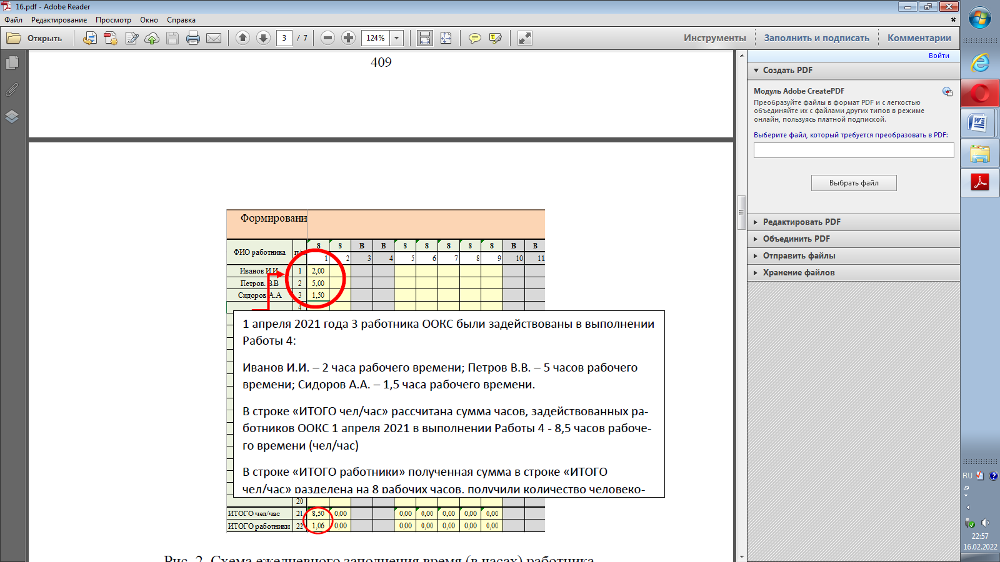 16.pdf - Adobe Reader
Файл Редактирование Просмотр Окно Справка
Открыть 3 / 7 124% Инструменты Заполнить и подписать Комментарии
409
Формировани
ФИО работника п/ 8 8 В В 8 8 8 8 8 В В
1 2 3 4 5 6 7 8 9 10 11
Иванов И.И. 1 2,00
Петров. В.В 2 5,00
Сидоров А.А 3 1,50
4
1 апреля 2021 года 3 работника ООКС были задействованы в выполнении
Работы 4:
Иванов И.И. – 2 часа рабочего времени; Петров В.В. – 5 часов рабочего
времени; Сидоров А.А. – 1,5 часа рабочего времени.
В строке «ИТОГО чел/час» рассчитана сумма часов, задействованных ра-
ботников ООКС 1 апреля 2021 в выполнении Работы 4 - 8,5 часов рабоче-
го времени (чел/час)
В строке «ИТОГО работники» полученная сумма в строке «ИТОГО
чел/час» разделена на 8 рабочих часов, получили количество человеко-
20
ИТОГО чел/час 21 8,50 0,00 0,00 0,00 0,00 0,00 0,00
ИТОГО работники 22 1,06 0,00 0,00 0,00 0,00 0,00 0,00
Рис. 2. Схема ежедневного заполнения время (в часах) работника
Войти
Создать PDF
Модуль Adobe CreatePDF
Преобразуйте файлы в формат PDF и с легкостью
объединяйте их с файлами других типов в режиме
онлайн, пользуясь платной подпиской.
Выберите файл, который требуется преобразовать в PDF:
Выбрать файл
Редактировать PDF
Объединить PDF
Отправить файлы
Хранение файлов
RU
22:57
16.02.2022